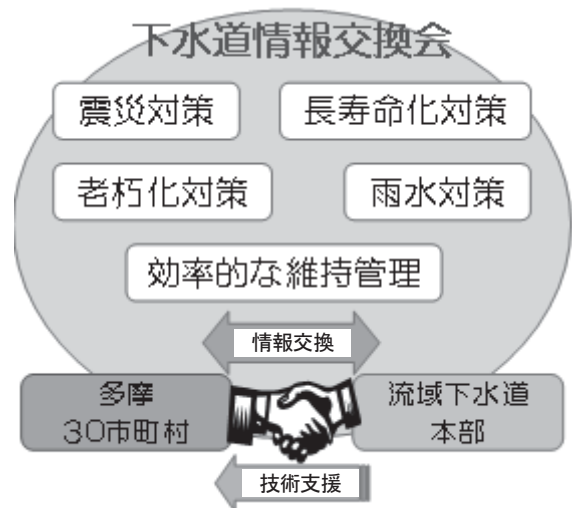 下水道情報交換会
震災対策
長寿命化対策
老朽化対策
雨水対策
効率的な維持管理
情報交換
多摩
30市町村
流域下水道
本部
技術支援